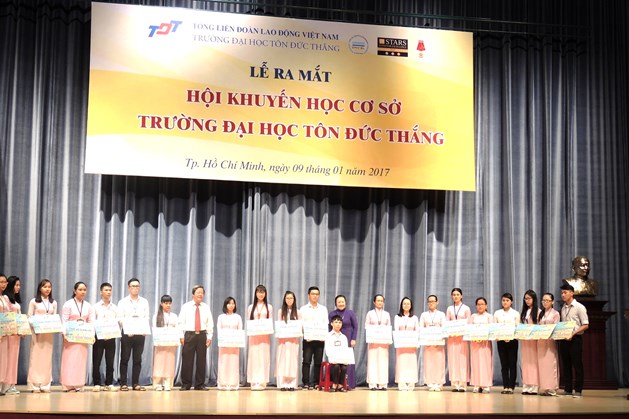 TDT TỔNG LIÊN ĐOÀN LAO ĐỘNG VIỆT NAM
TRƯỜNG ĐẠI HỌC TÔN ĐỨC THẮNG
STARS
LỄ RA MẮT
HỘI KHUYẾN HỌC CƠ SỞ
TRƯỜNG ĐẠI HỌC TÔN ĐỨC THẮNG
Tp. Hồ Chí Minh, ngày 09 tháng 01 năm 2017